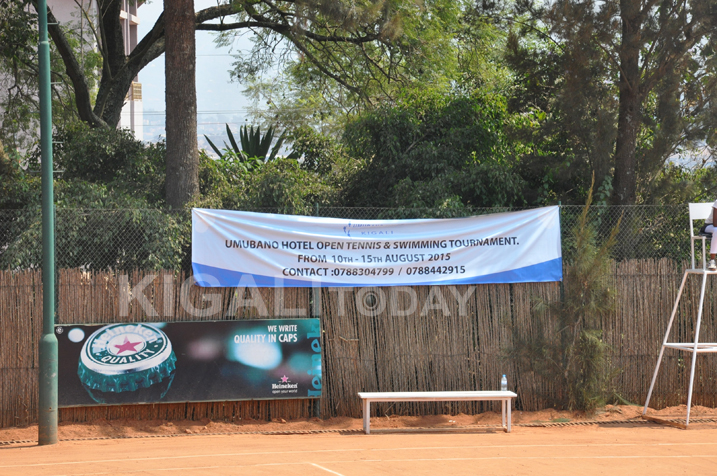 KIGALI
UMUBANO HOTEL OPEN TENNIS & SWIMMING TOURNAMENT.
FROM 10TH - 15TH AUGUST 2015
CONTACT :0788304799 / 0788442915
KIGALI TODAY
QUALITY
WE WRITE
QUALITY IN CAPS
Heineken